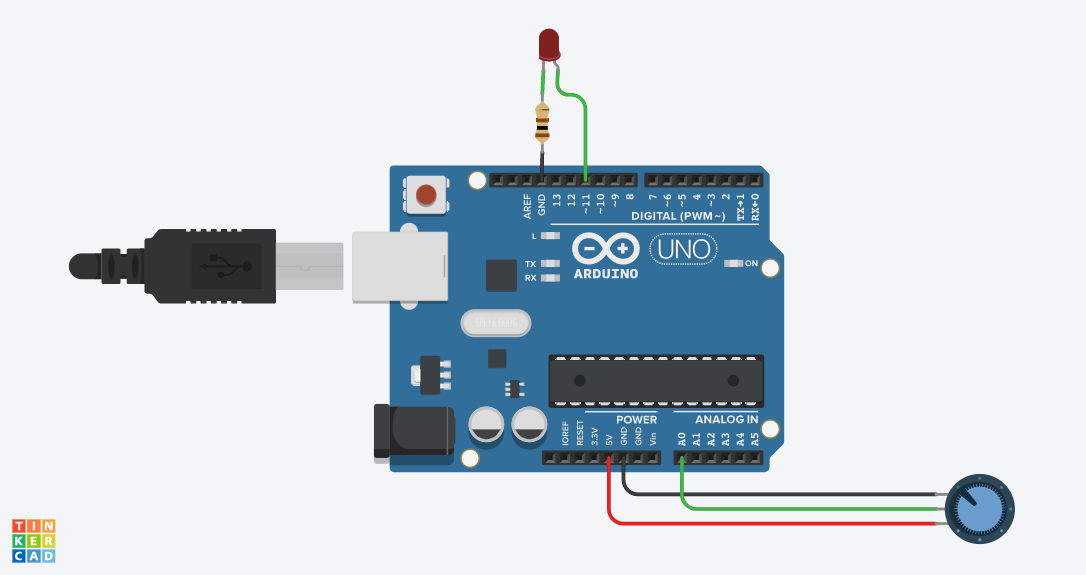 AREF
GND
13
12
~11
~10
~9
8
7
~6
~5
4
~3
2
TX→1
RX←0
DIGITAL (PWM~)
L
TX
RX
ARDUINO
UNO
ON
POWER
ANALOG IN
IOREF
RESET
3.3V
5V
GND
GND
Vin
A0
A1
A2
A3
A4
A5
TIN
KER
CAD